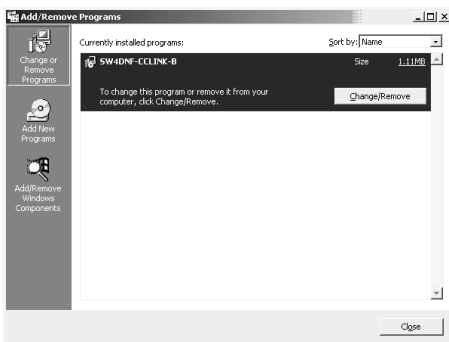 Add/Remove Programs
Change or
Remove
Programs
Add New
Programs
Add/Remove
Windows
Components
Currently installed programs:
Sort by: Name
SW4DNF-CCLINK-B
Size 1.11MB
To change this program or remove it from your
computer, click Change/Remove.
Change/Remove
Close